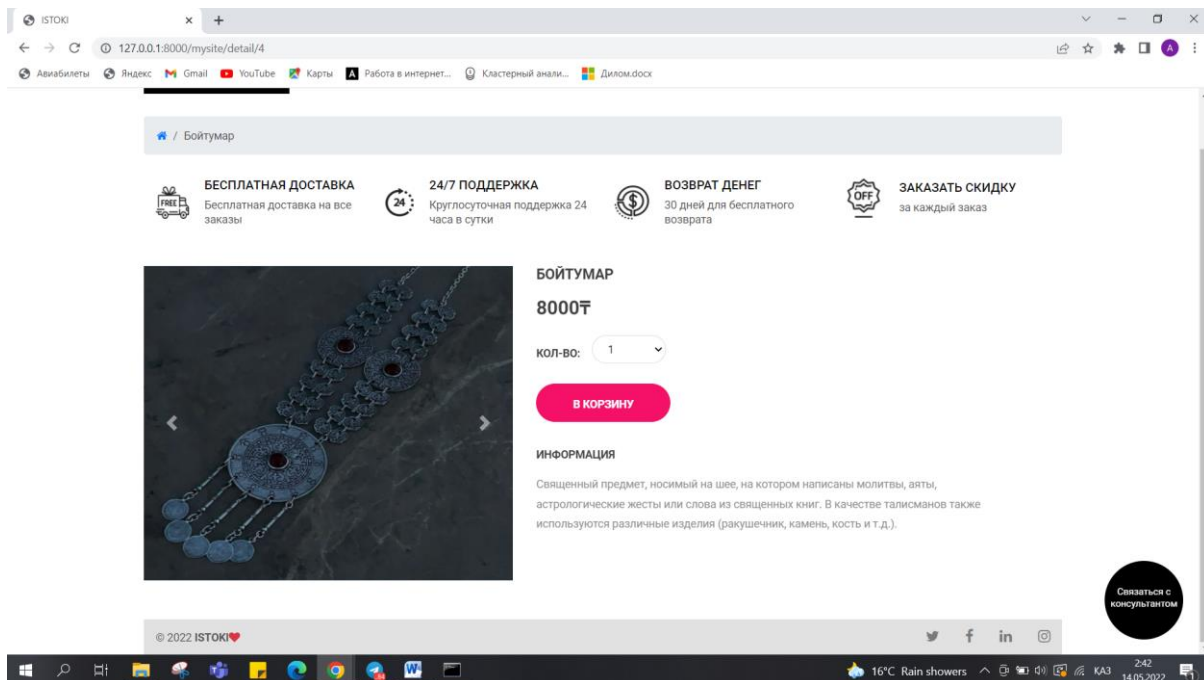 ISTOKI
127.0.0.1:8000/mysite/detail/4
A
Авиабилеты Яндекс Gmail YouTube Карты Работа в интернет... Кластерный анали... Дилом.docx
/ Бойтумар
FREE
БЕСПЛАТНАЯ ДОСТАВКА
Бесплатная доставка на все
заказы
24
24/7 ПОДДЕРЖКА
Круглосуточная поддержка 24
часа в сутки
$
ВОЗВРАТ ДЕНЕГ
30 дней для бесплатного
возврата
OFF
ЗАКАЗАТЬ СКИДКУ
за каждый заказ
БОЙТУМАР
8000₸
КОЛ-ВО: 1
В КОРЗИНУ
ИНФОРМАЦИЯ
Священный предмет, носимый на шее, на котором написаны молитвы, аяты,
астрологические жесты или слова из священных книг. В качестве талисманов также
используются различные изделия (ракушечник, камень, кость и т.д.).
Связаться с
консультантом
© 2022 ISTOKI
16°C Rain showers КАЗ 2:42
14.05.2022